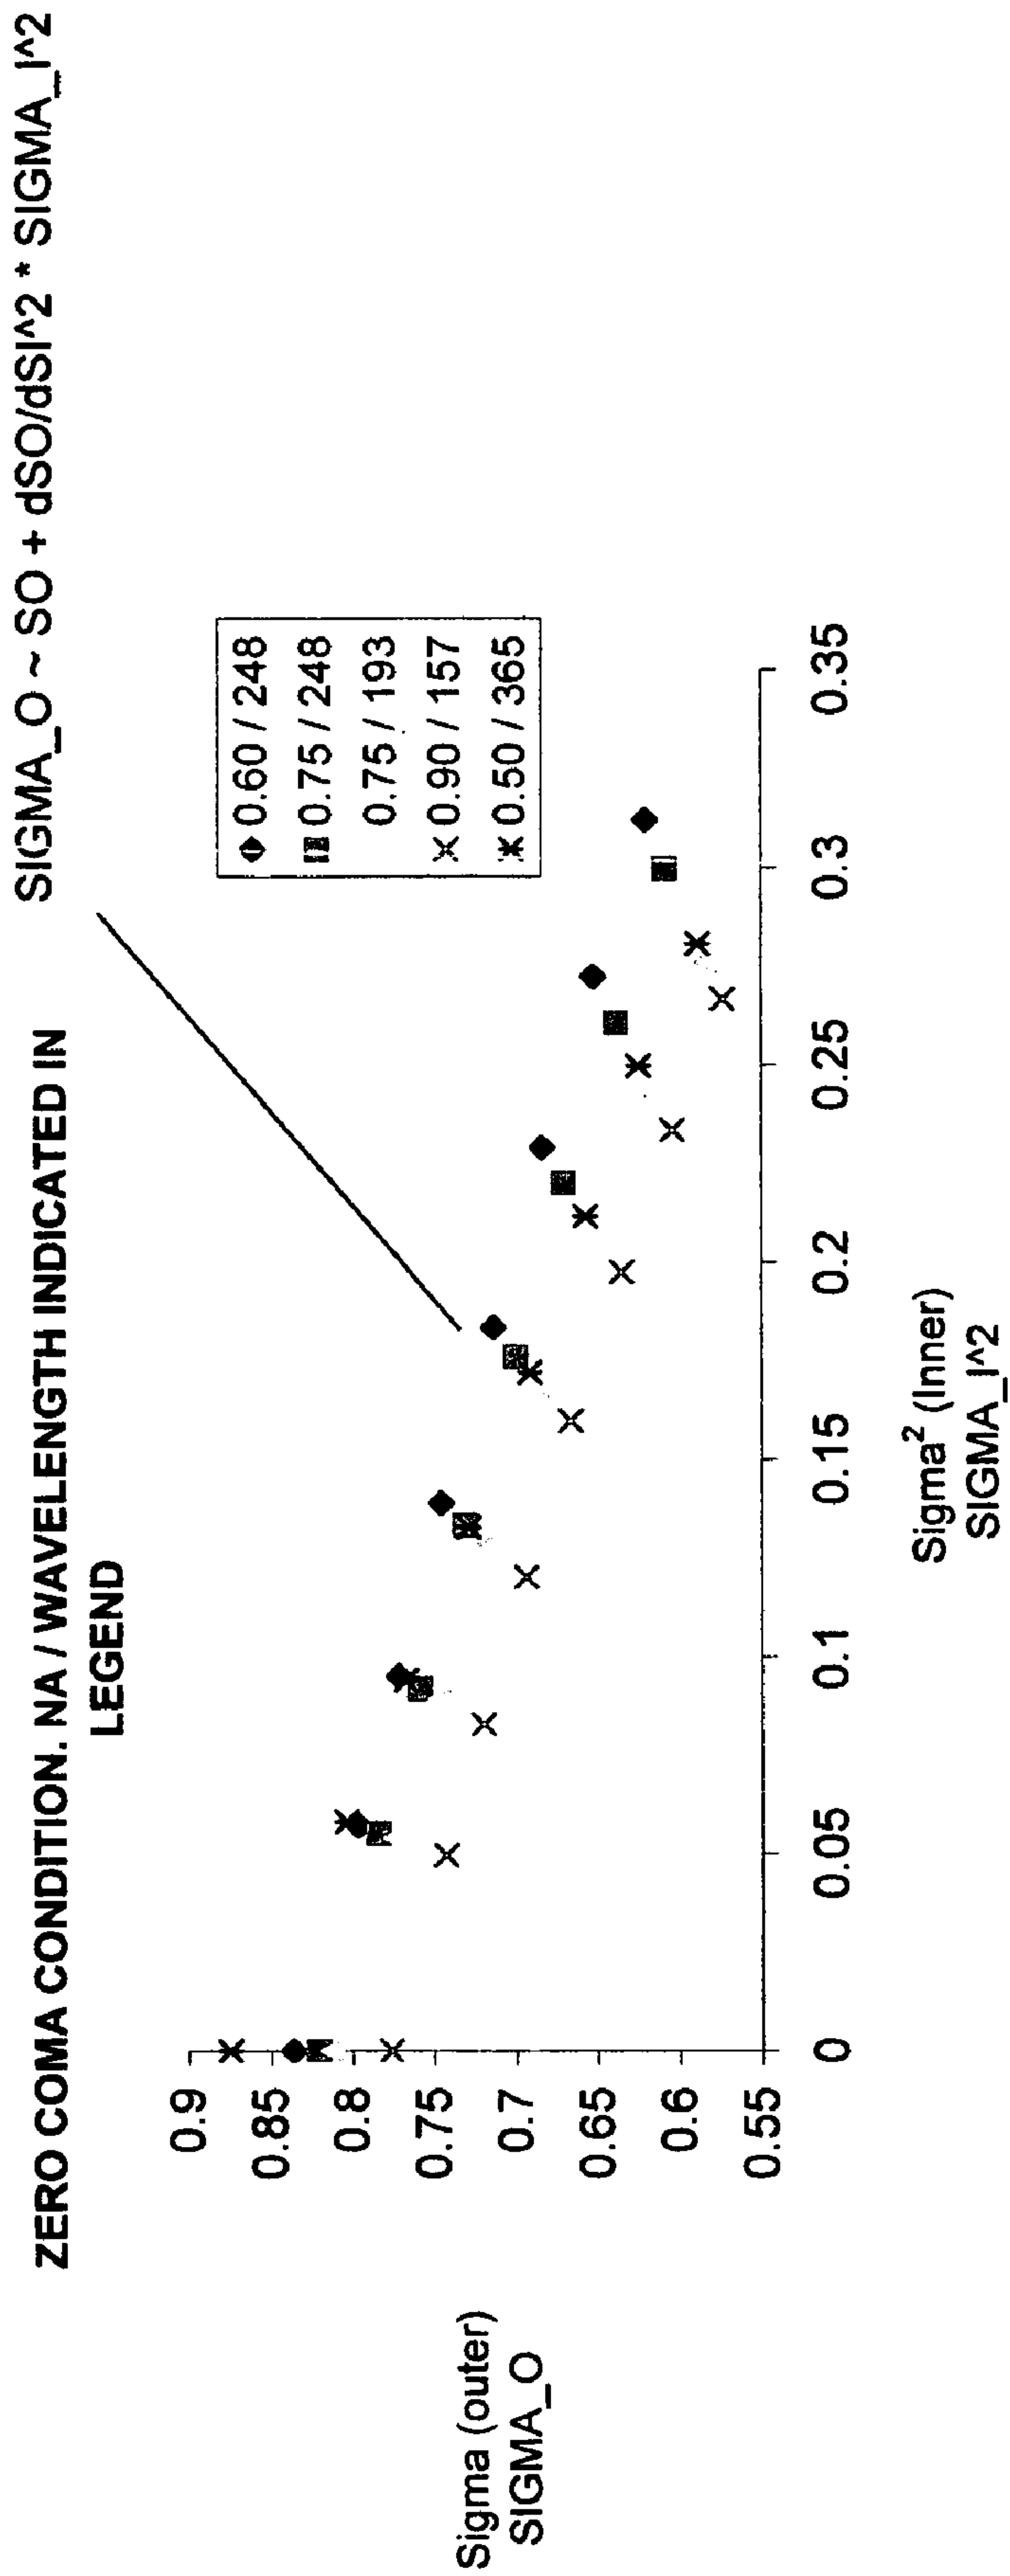 ZERO COMA CONDITION. NA / WAVELENGTH INDICATED IN
LEGEND
SIGMA_O ~ SO + dSO/dSI^2 * SIGMA_I^2
0.60 / 248
0.75 / 248
0.75 / 193
0.90 / 157
0.50 / 365
Sigma (outer)
SIGMA_O
0.9
0.85
0.8
0.75
0.7
0.65
0.6
0.55
0
0.05
0.1
0.15
0.2
0.25
0.3
0.35
Sigma² (Inner)
SIGMA_I^2